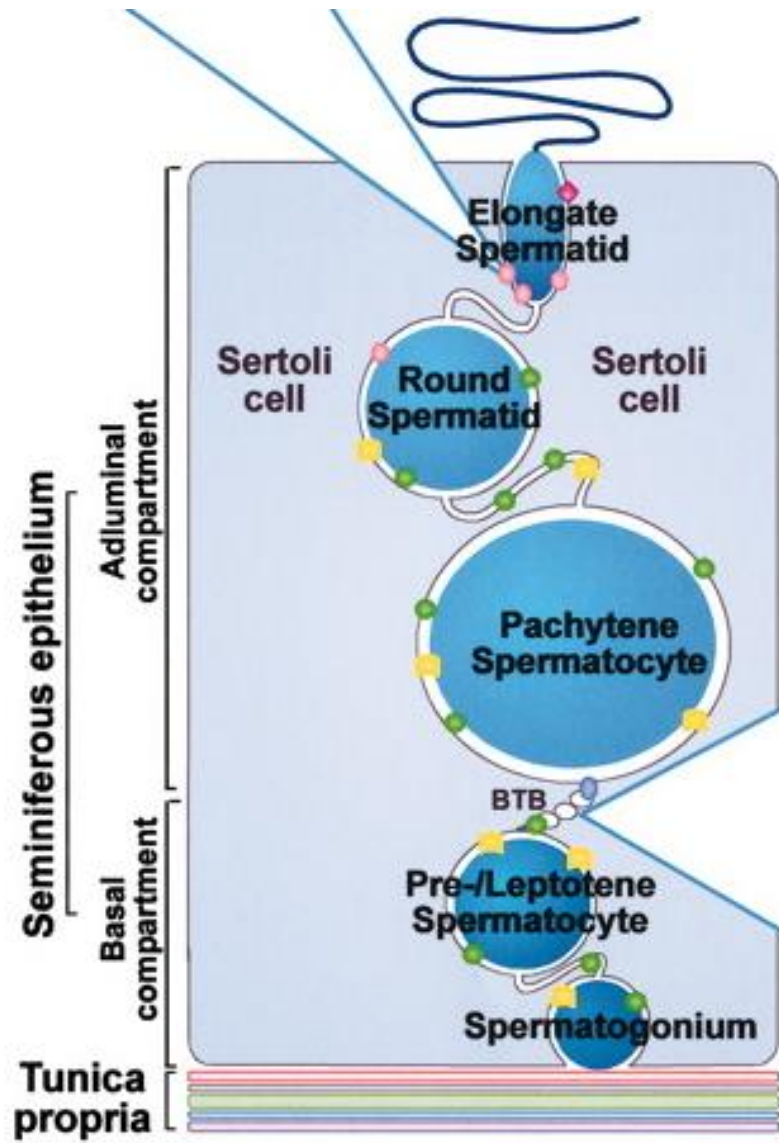 Elongate
Spermatid
Sertoli
cell
Round
Spermatid
Sertoli
cell
Adluminal
compartment
Seminiferous epithelium
Pachytene
Spermatocyte
BTB
Basal
compartment
Pre-/Leptotene
Spermatocyte
Spermatogonium
Tunica
propria